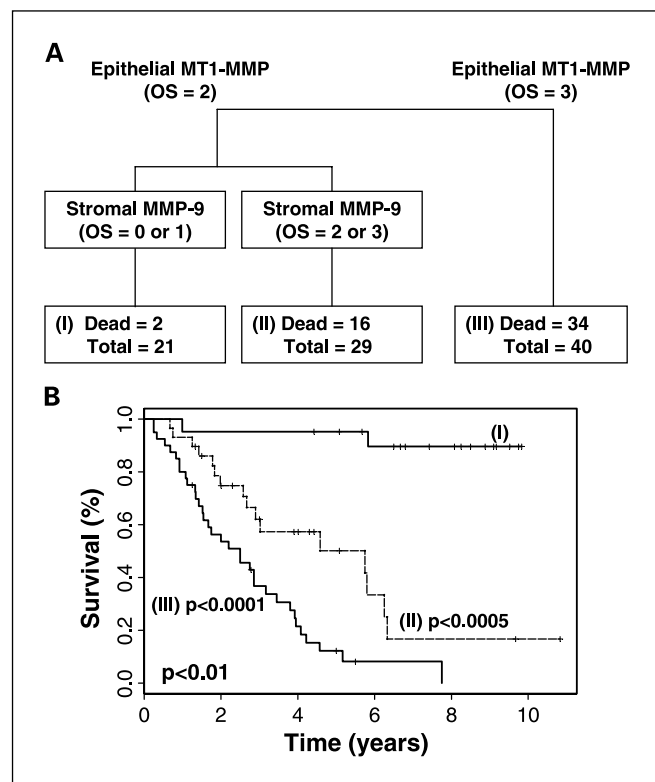 A
Epithelial MT1-MMP
(OS = 2)
Epithelial MT1-MMP
(OS = 3)
Stromal MMP-9
(OS = 0 or 1)
Stromal MMP-9
(OS = 2 or 3)
(I) Dead = 2
Total = 21
(II) Dead = 16
Total = 29
(III) Dead = 34
Total = 40
B
Survival (%)
1.0
0.8
0.6
0.4
0.2
0.0
(I)
(III) p<0.0001
(II) p<0.0005
p<0.01
0 2 4 6 8 10
Time (years)